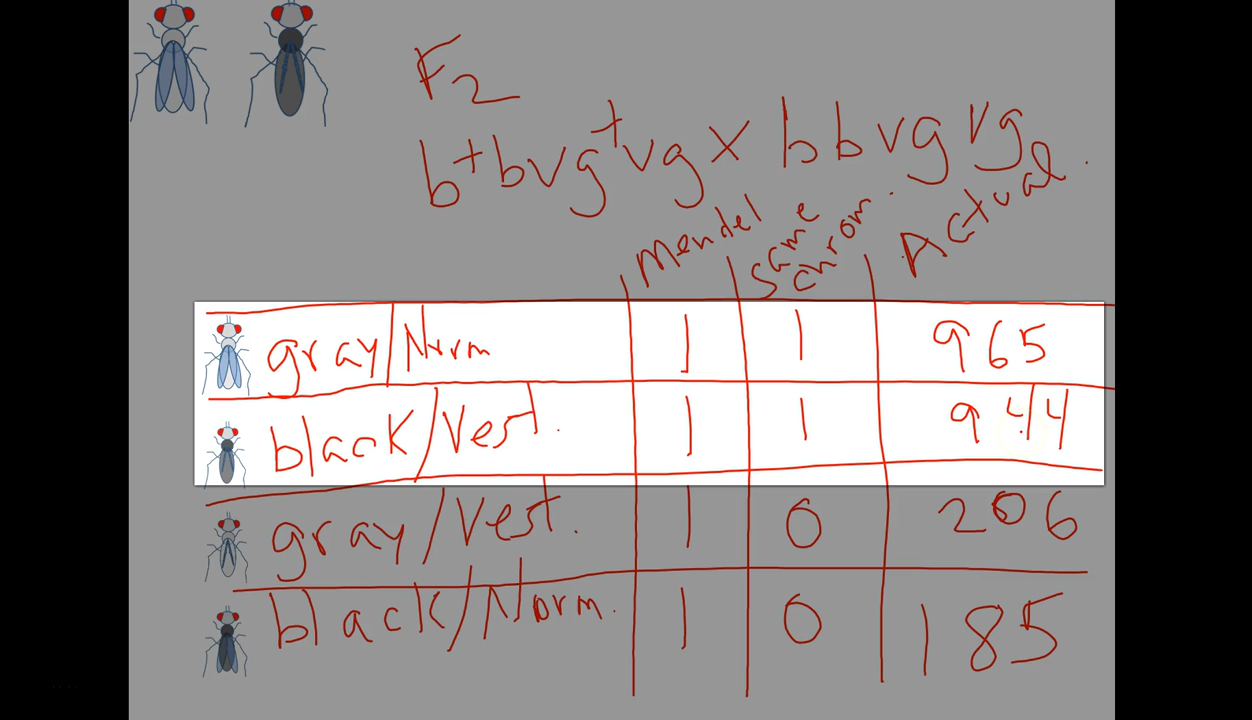 F2
b+bvg+vg x bbvgvg
Mendel Same chrom. Actual
gray/Norm 1 1 965
black/Vest. 1 1 944
gray/Vest. 1 0 206
black/Norm. 1 0 185